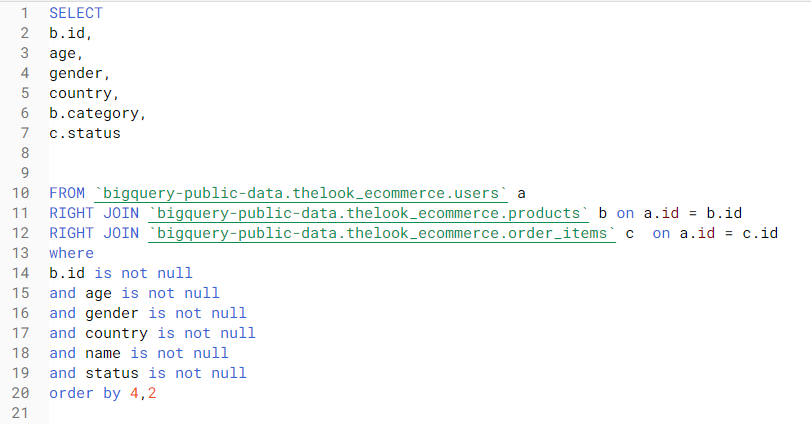 1 SELECT
2 b.id,
3 age,
4 gender,
5 country,
6 b.category,
7 c.status
8
9
10 FROM `bigquery-public-data.thelook_ecommerce.users` a
11 RIGHT JOIN `bigquery-public-data.thelook_ecommerce.products` b on a.id = b.id
12 RIGHT JOIN `bigquery-public-data.thelook_ecommerce.order_items` c  on a.id = c.id
13 where
14 b.id is not null
15 and age is not null
16 and gender is not null
17 and country is not null
18 and name is not null
19 and status is not null
20 order by 4,2
21